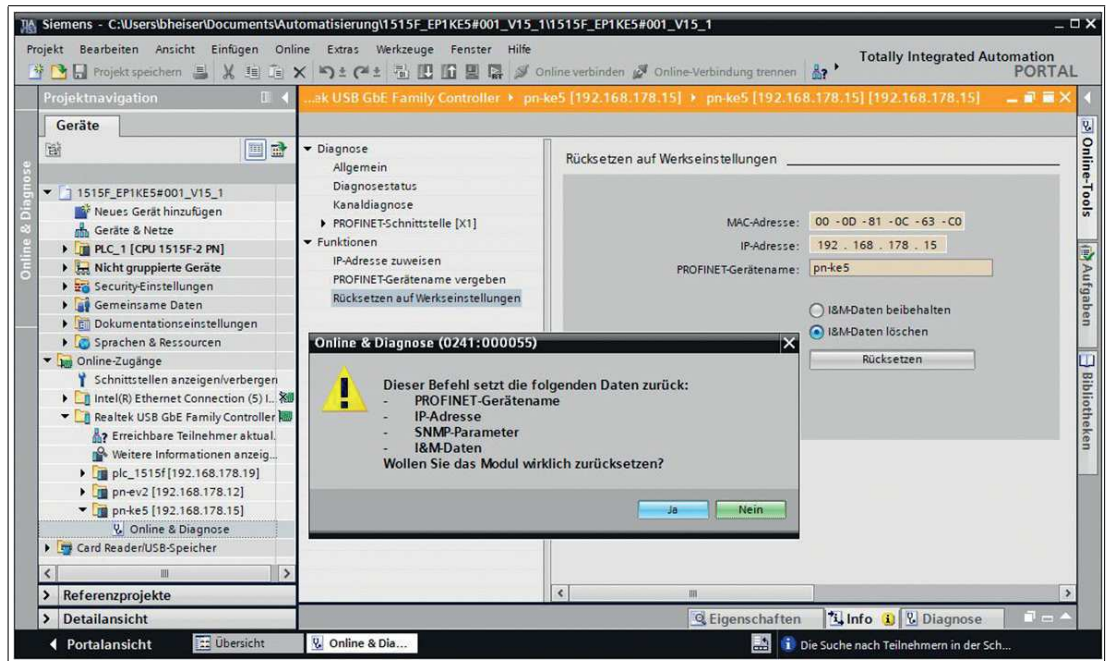 Siemens - C:\Users\bheiser\Documents\Automatisierung\1515F_EP1KE5#001_V15_1\1515F_EP1KE5#001_V15_1
Projekt Bearbeiten Ansicht Einfügen Online Extras Werkzeuge Fenster Hilfe
Totally Integrated Automation
PORTAL
Projekt speichern
Online verbinden Online-Verbindung trennen
Projektnavigation
...ek USB GbE Family Controller pn-ke5 [192.168.178.15] pn-ke5 [192.168.178.15] [192.168.178.15]
Geräte
1515F_EP1KE5#001_V15_1
Neues Gerät hinzufügen
Geräte & Netze
PLC_1 [CPU 1515F-2 PN]
Nicht gruppierte Geräte
Security-Einstellungen
Gemeinsame Daten
Dokumentationseinstellungen
Sprachen & Ressourcen
Online-Zugänge
Schnittstellen anzeigen/verbergen
Intel(R) Ethernet Connection (5) I...
Realtek USB GbE Family Controller
Erreichbare Teilnehmer aktual...
Weitere Informationen anzeig...
plc_1515f [192.168.178.19]
pn-ev2 [192.168.178.12]
pn-ke5 [192.168.178.15]
Online & Diagnose
Card Reader/USB-Speicher
Referenzprojekte
Detailansicht
Online & Diagnose
Diagnose
Allgemein
Diagnosestatus
Kanaldiagnose
PROFINET-Schnittstelle [X1]
Funktionen
IP-Adresse zuweisen
PROFINET-Gerätename vergeben
Rücksetzen auf Werkseinstellungen
Rücksetzen auf Werkseinstellungen
MAC-Adresse: 00 -0D -81 -0C -63 -C0
IP-Adresse: 192 . 168 . 178 . 15
PROFINET-Gerätename: pn-ke5
I&M-Daten beibehalten
I&M-Daten löschen
Rücksetzen
Online & Diagnose (0241:000055)
Dieser Befehl setzt die folgenden Daten zurück:
- PROFINET-Gerätename
- IP-Adresse
- SNMP-Parameter
- I&M-Daten
Wollen Sie das Modul wirklich zurücksetzen?
Ja Nein
Online-Tools
Aufgaben
Bibliotheken
Eigenschaften Info Diagnose
Portalansicht Übersicht Online & Dia... Die Suche nach Teilnehmern in der Sch...